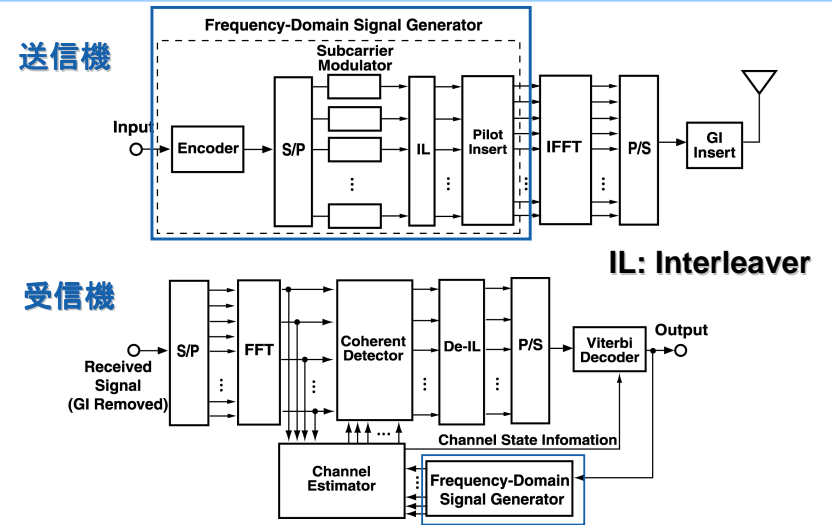 Frequency-Domain Signal Generator
送信機
Subcarrier
Modulator
Input
Encoder
S/P
IL
Pilot
Insert
IFFT
P/S
GI
Insert
IL: Interleaver
受信機
Received
Signal
(GI Removed)
S/P
FFT
Coherent
Detector
De-IL
P/S
Viterbi
Decoder
Output
Channel State Infomation
Channel
Estimator
Frequency-Domain
Signal Generator